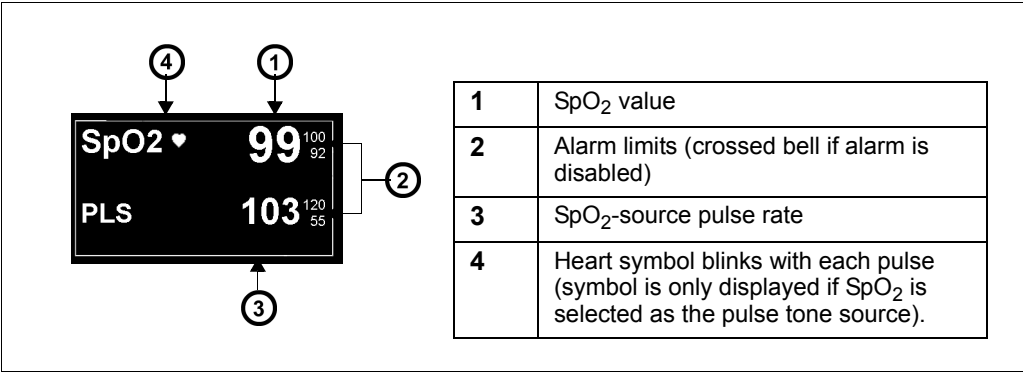 4
1
SpO2 ♥ 99 100
92
2
PLS 103 120
55
3
1 SpO₂ value
2 Alarm limits (crossed bell if alarm is
disabled)
3 SpO₂-source pulse rate
4 Heart symbol blinks with each pulse
(symbol is only displayed if SpO₂ is
selected as the pulse tone source).